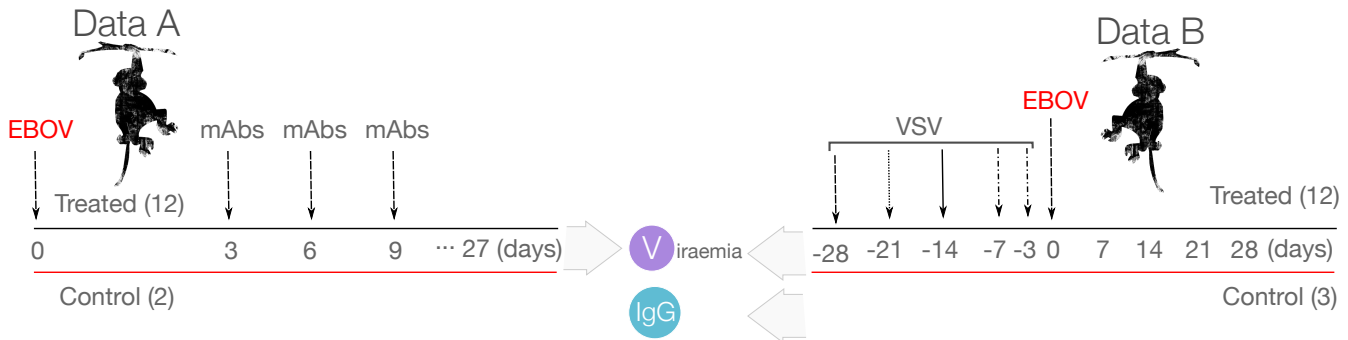 Data A
EBOV
mAbs mAbs mAbs
Treated (12)
0 3 6 9 ... 27 (days)
Control (2)
V iraemia
IgG
Data B
EBOV
VSV
Treated (12)
-28 -21 -14 -7 -3 0 7 14 21 28 (days)
Control (3)